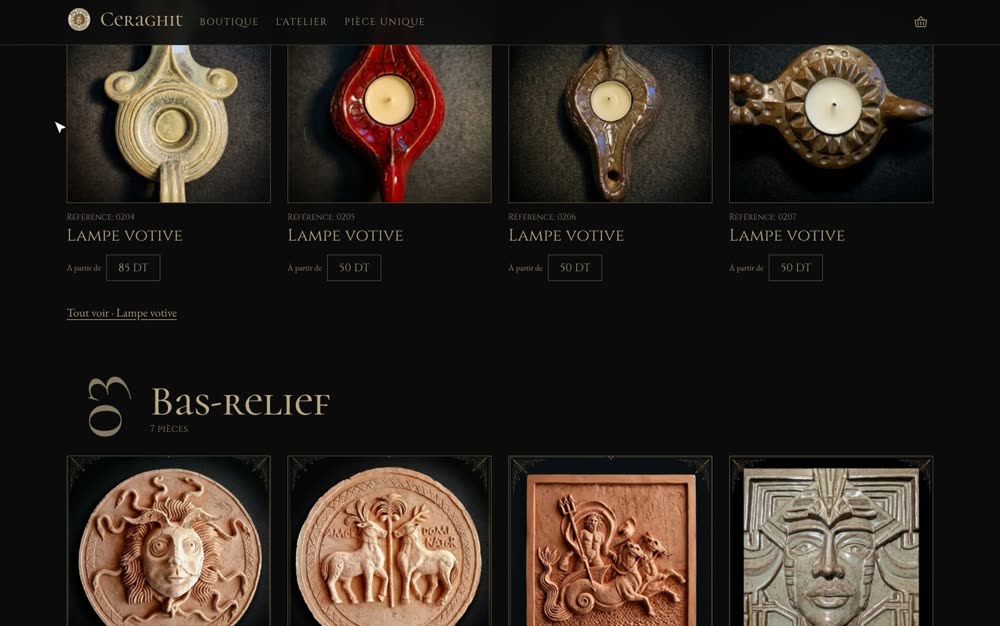 Ceraghit
BOUTIQUE
L'ATELIER
PIÈCE UNIQUE
RÉFÉRENCE: 0204
LAMPE VOTIVE
A partir de
85 DT
RÉFÉRENCE: 0205
LAMPE VOTIVE
A partir de
50 DT
RÉFÉRENCE: 0206
LAMPE VOTIVE
A partir de
50 DT
RÉFÉRENCE: 0207
LAMPE VOTIVE
A partir de
50 DT
Tout voir · Lampe votive
03
Bas-relief
7 PIÈCES